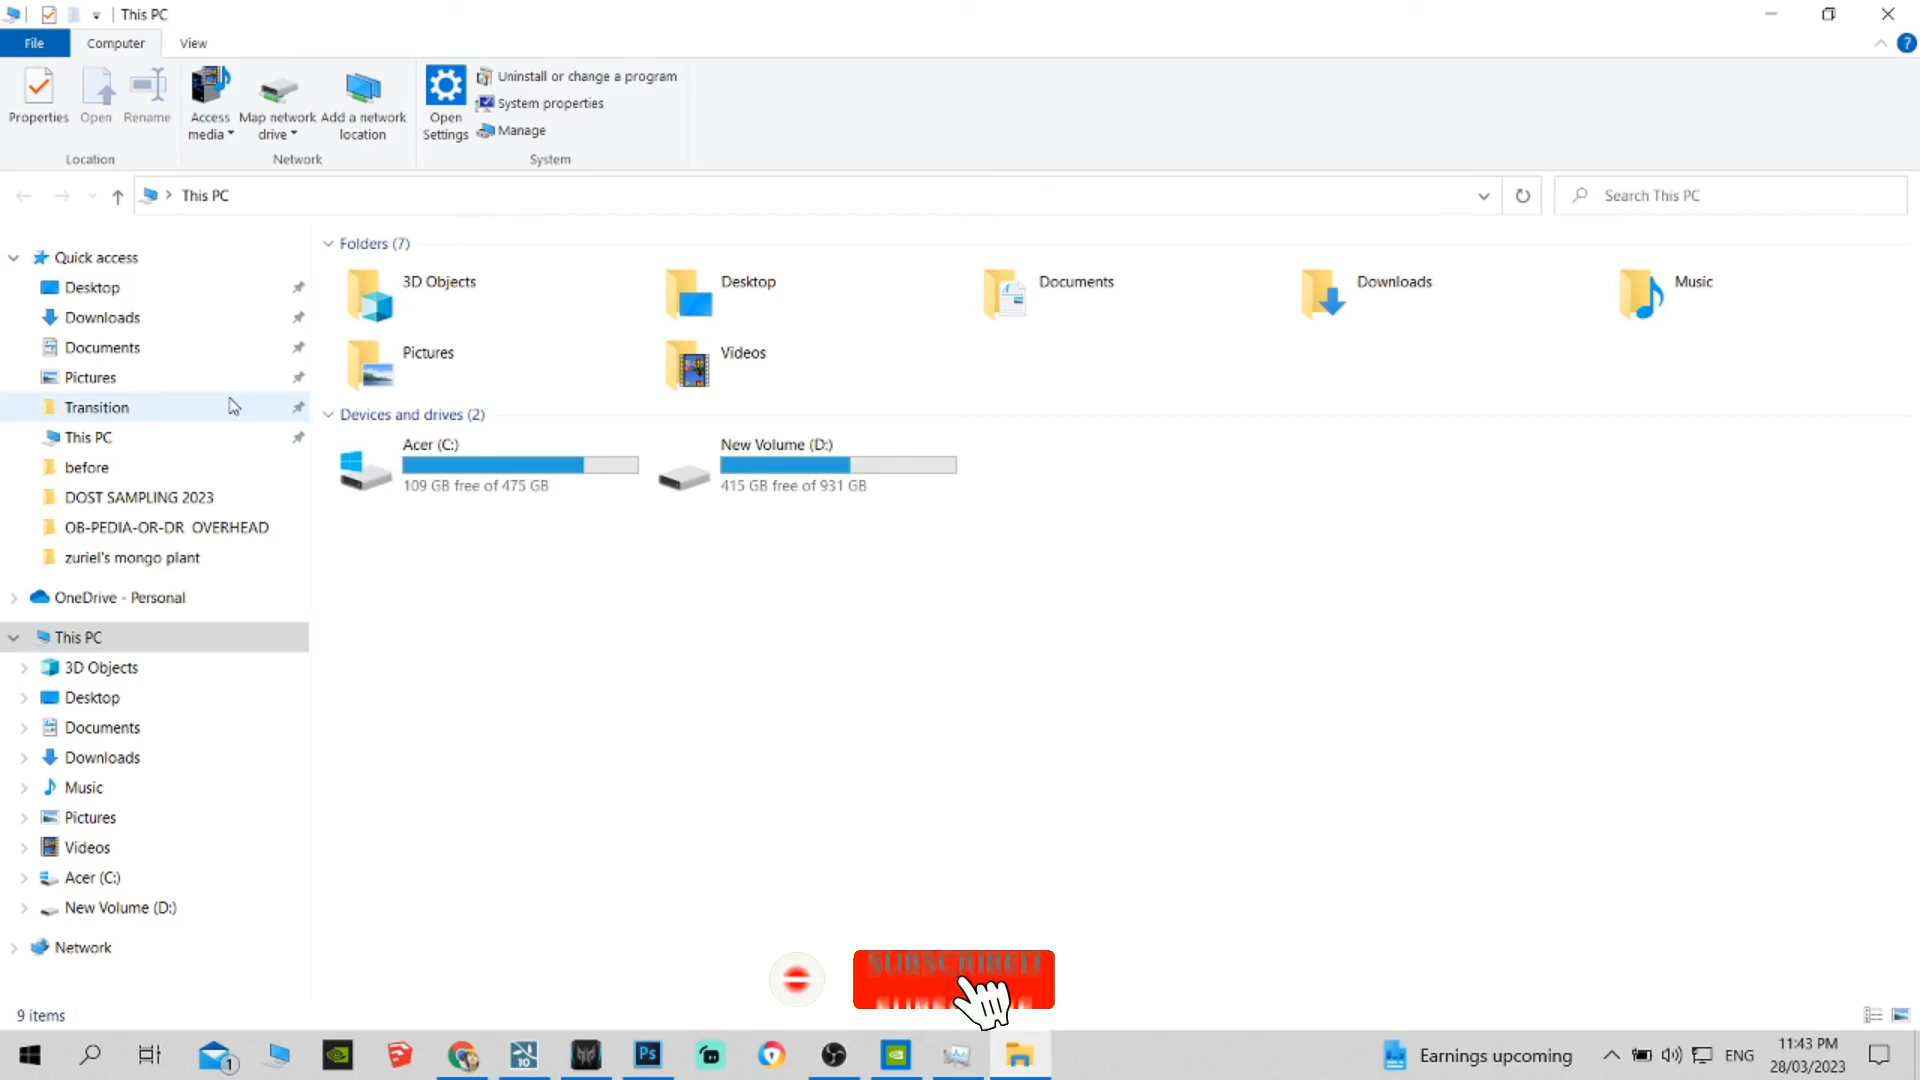 This PC
File
Computer
View
Properties
Open
Rename
Access media
Map network drive
Add a network location
Open Settings
Uninstall or change a program
System properties
Manage
Location
Network
System
This PC
Search This PC
Quick access
Desktop
Downloads
Documents
Pictures
Transition
This PC
before
DOST SAMPLING 2023
OB-PEDIA-OR-DR OVERHEAD
zuriel's mongo plant
OneDrive - Personal
This PC
3D Objects
Desktop
Documents
Downloads
Music
Pictures
Videos
Acer (C:)
New Volume (D:)
Network
Folders (7)
3D Objects
Desktop
Documents
Downloads
Music
Pictures
Videos
Devices and drives (2)
Acer (C:)
109 GB free of 475 GB
New Volume (D:)
415 GB free of 931 GB
SUBSCRIBED
9 items
1
10
Ps
Earnings upcoming
ENG
11:43 PM
28/03/2023